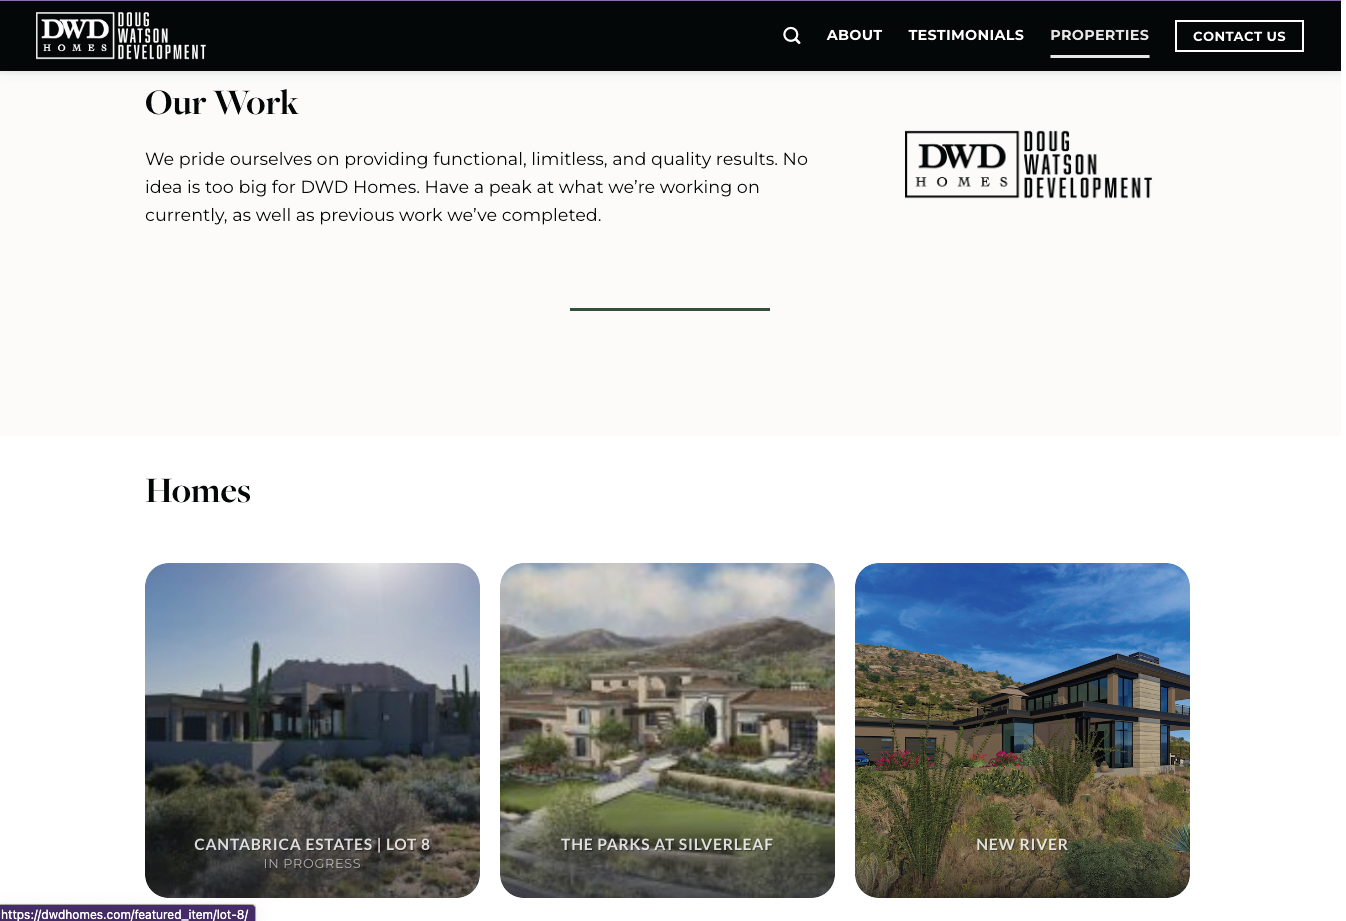 DWD
HOMES
DOUG
WATSON
DEVELOPMENT
ABOUT
TESTIMONIALS
PROPERTIES
CONTACT US
Our Work
We pride ourselves on providing functional, limitless, and quality results. No
idea is too big for DWD Homes. Have a peak at what we’re working on
currently, as well as previous work we’ve completed.
DWD
HOMES
DOUG
WATSON
DEVELOPMENT
Homes
CANTABRICA ESTATES | LOT 8
IN PROGRESS
THE PARKS AT SILVERLEAF
NEW RIVER
https://dwdhomes.com/featured_item/lot-8/